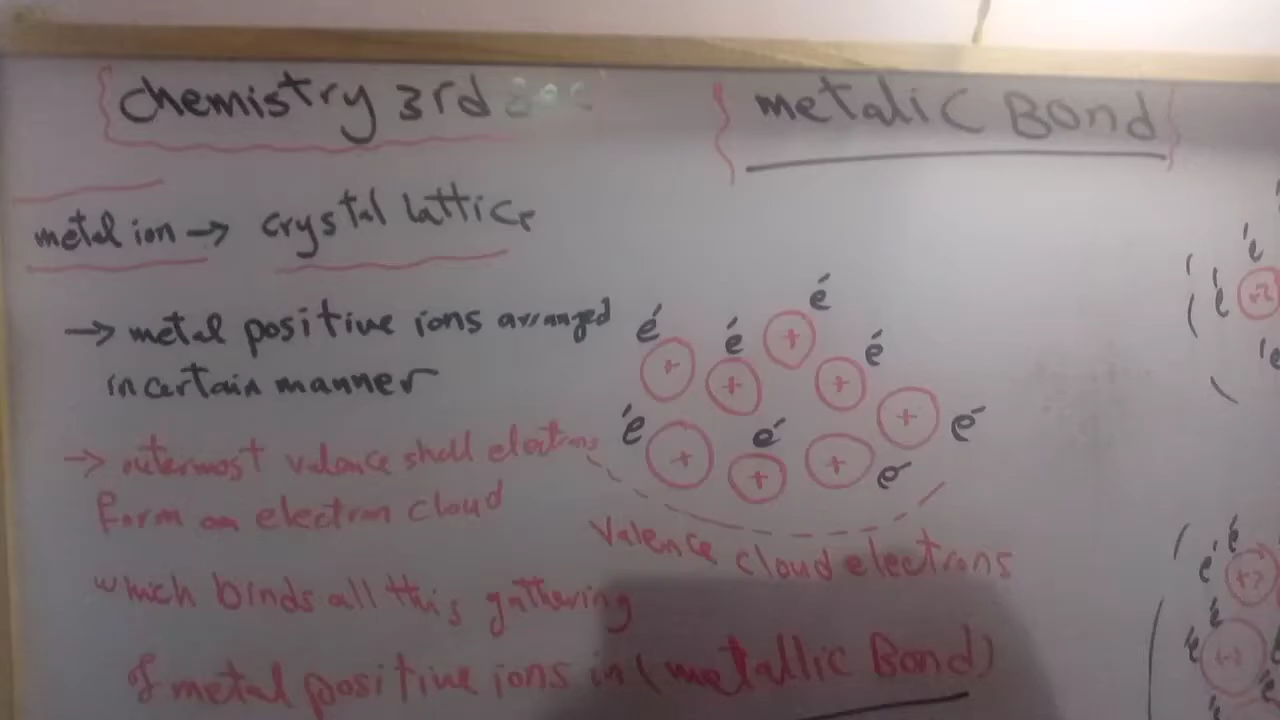 chemistry 3rd
metalic Bond
metal ion → crystal lattice
→ metal positive ions arranged
in certain manner
→ outermost valence shell electrons
form an electron cloud
which binds all this gathering
of metal positive ions in (metallic Bond)
é é é é
+ + + + +
é é e-
+ + + e-
Valence cloud electrons